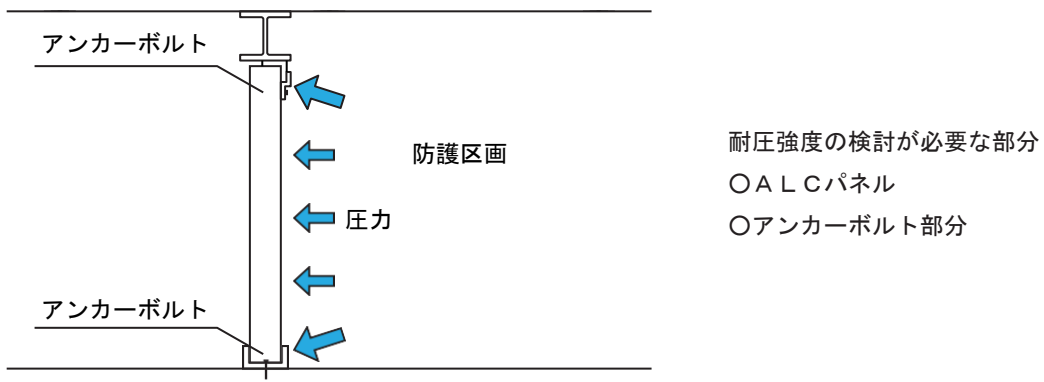 アンカーボルト
防護区画
圧力
アンカーボルト
耐圧強度の検討が必要な部分
〇ＡＬＣパネル
〇アンカーボルト部分